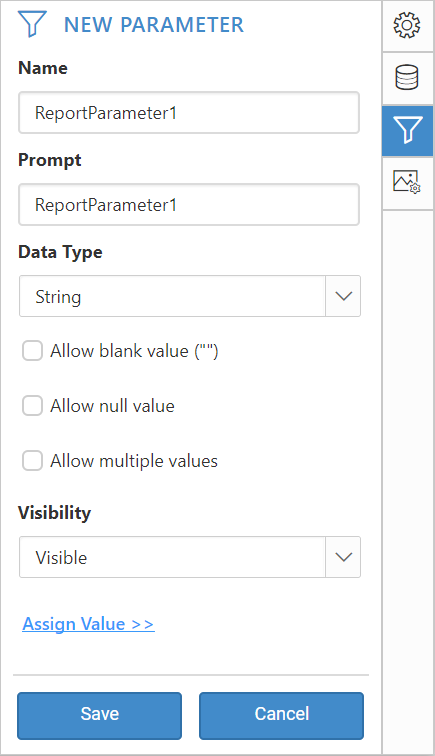 NEW PARAMETER
Name
ReportParameter1
Prompt
ReportParameter1
Data Type
String
Allow blank value ("")
Allow null value
Allow multiple values
Visibility
Visible
Assign Value >>
Save Cancel